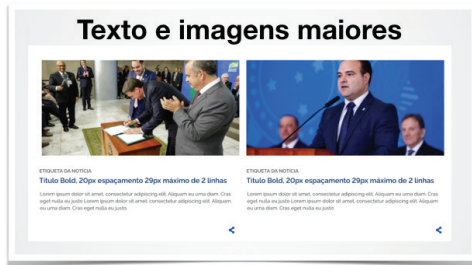 Texto e imagens maiores
ETIQUETA DA NOTÍCIA
Título Bold, 20px espaçamento 29px máximo de 2 linhas
Lorem ipsum dolor sit amet, consectetur adipiscing elit. Aliquam eu urna diam. Cras
eget nulla eu justo Lorem ipsum dolor sit amet, consectetur adipiscing elit. Aliquam
eu urna diam. Cras eget nulla eu justo.
ETIQUETA DA NOTÍCIA
Título Bold, 20px espaçamento 29px máximo de 2 linhas
Lorem ipsum dolor sit amet, consectetur adipiscing elit. Aliquam eu urna diam. Cras
eget nulla eu justo Lorem ipsum dolor sit amet, consectetur adipiscing elit. Aliquam
eu urna diam. Cras eget nulla eu justo.